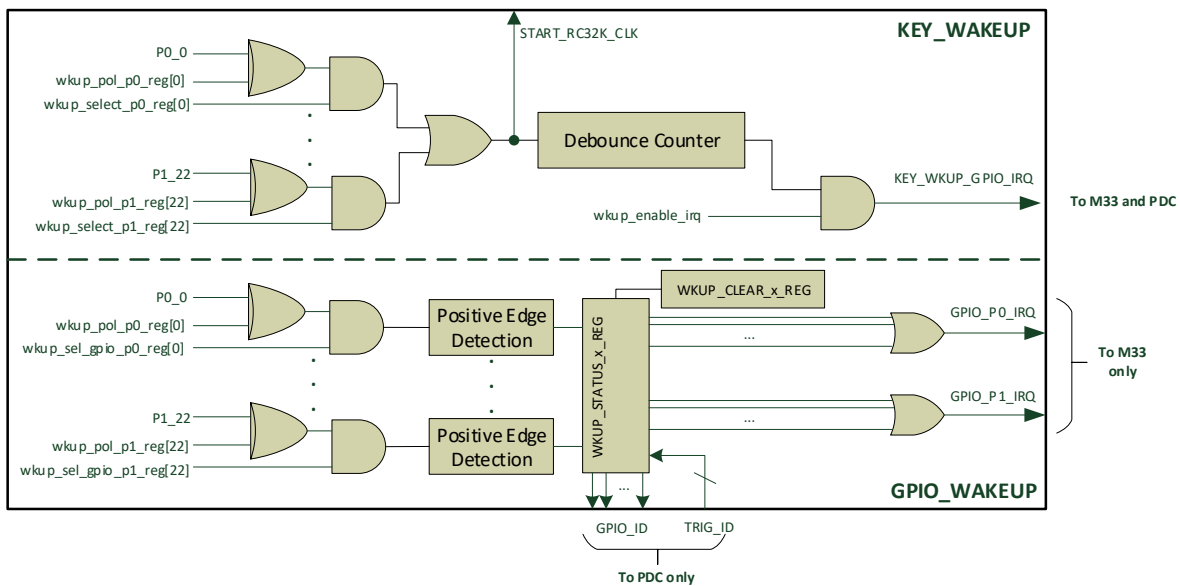 START_RC32K_CLK
KEY_WAKEUP
P0_0
wkup_pol_p0_reg[0]
wkup_select_p0_reg[0]
Debounce Counter
P1_22
wkup_pol_p1_reg[22]
wkup_select_p1_reg[22]
KEY_WKUP_GPIO_IRQ
wkup_enable_irq
To M33 and PDC
WKUP_CLEAR_x_REG
P0_0
wkup_pol_p0_reg[0]
wkup_sel_gpio_p0_reg[0]
Positive Edge
Detection
WKUP_STATUS_x_REG
...
GPIO_P0_IRQ
To M33
only
P1_22
wkup_pol_p1_reg[22]
wkup_sel_gpio_p1_reg[22]
Positive Edge
Detection
...
GPIO_P1_IRQ
...
GPIO_WAKEUP
GPIO_ID
TRIG_ID
To PDC only